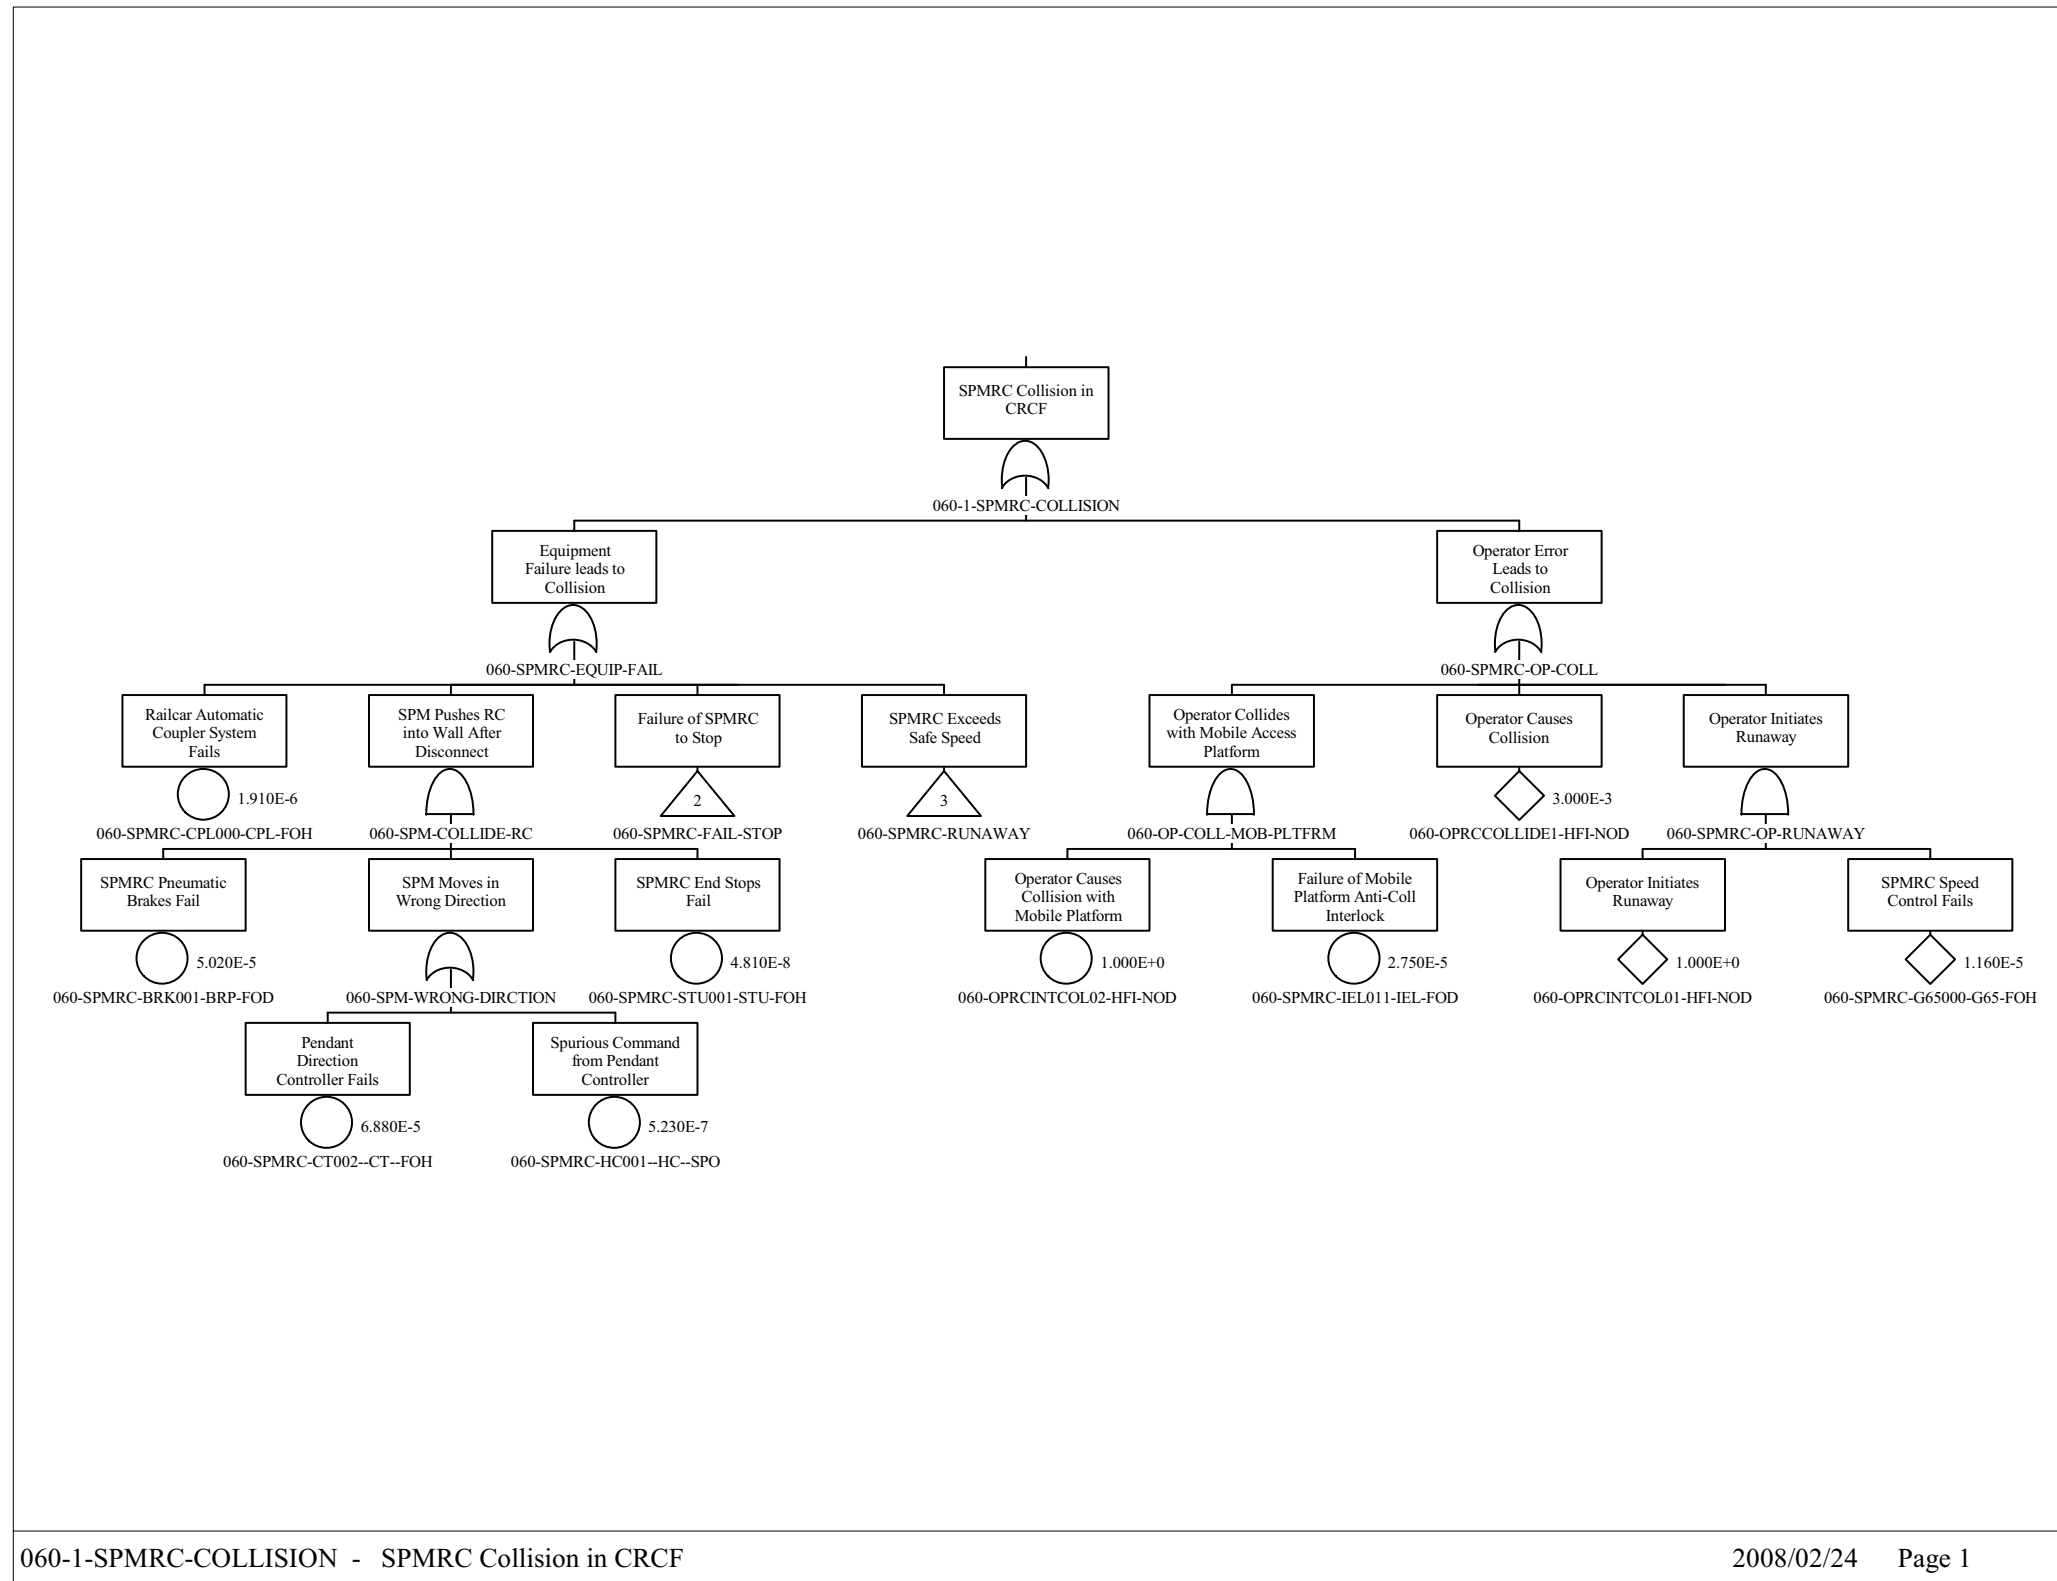 SPMRC Collision in
CRCF
060-1-SPMRC-COLLISION
Equipment
Failure leads to
Collision
060-SPMRC-EQUIP-FAIL
Operator Error
Leads to
Collision
060-SPMRC-OP-COLL
Railcar Automatic
Coupler System
Fails
1.910E-6
060-SPMRC-CPL000-CPL-FOH
SPM Pushes RC
into Wall After
Disconnect
060-SPM-COLLIDE-RC
Failure of SPMRC
to Stop
2
060-SPMRC-FAIL-STOP
SPMRC Exceeds
Safe Speed
3
060-SPMRC-RUNAWAY
Operator Collides
with Mobile Access
Platform
060-OP-COLL-MOB-PLTFRM
Operator Causes
Collision
3.000E-3
060-OPRCCOLLIDE1-HFI-NOD
Operator Initiates
Runaway
060-SPMRC-OP-RUNAWAY
SPMRC Pneumatic
Brakes Fail
5.020E-5
060-SPMRC-BRK001-BRP-FOD
SPM Moves in
Wrong Direction
060-SPM-WRONG-DIRCTION
SPMRC End Stops
Fail
4.810E-8
060-SPMRC-STU001-STU-FOH
Operator Causes
Collision with
Mobile Platform
1.000E+0
060-OPRCINTCOL02-HFI-NOD
Failure of Mobile
Platform Anti-Coll
Interlock
2.750E-5
060-SPMRC-IEL011-IEL-FOD
Operator Initiates
Runaway
1.000E+0
060-OPRCINTCOL01-HFI-NOD
SPMRC Speed
Control Fails
1.160E-5
060-SPMRC-G65000-G65-FOH
Pendant
Direction
Controller Fails
6.880E-5
060-SPMRC-CT002--CT--FOH
Spurious Command
from Pendant
Controller
5.230E-7
060-SPMRC-HC001--HC--SPO
060-1-SPMRC-COLLISION - SPMRC Collision in CRCF
2008/02/24 Page 1